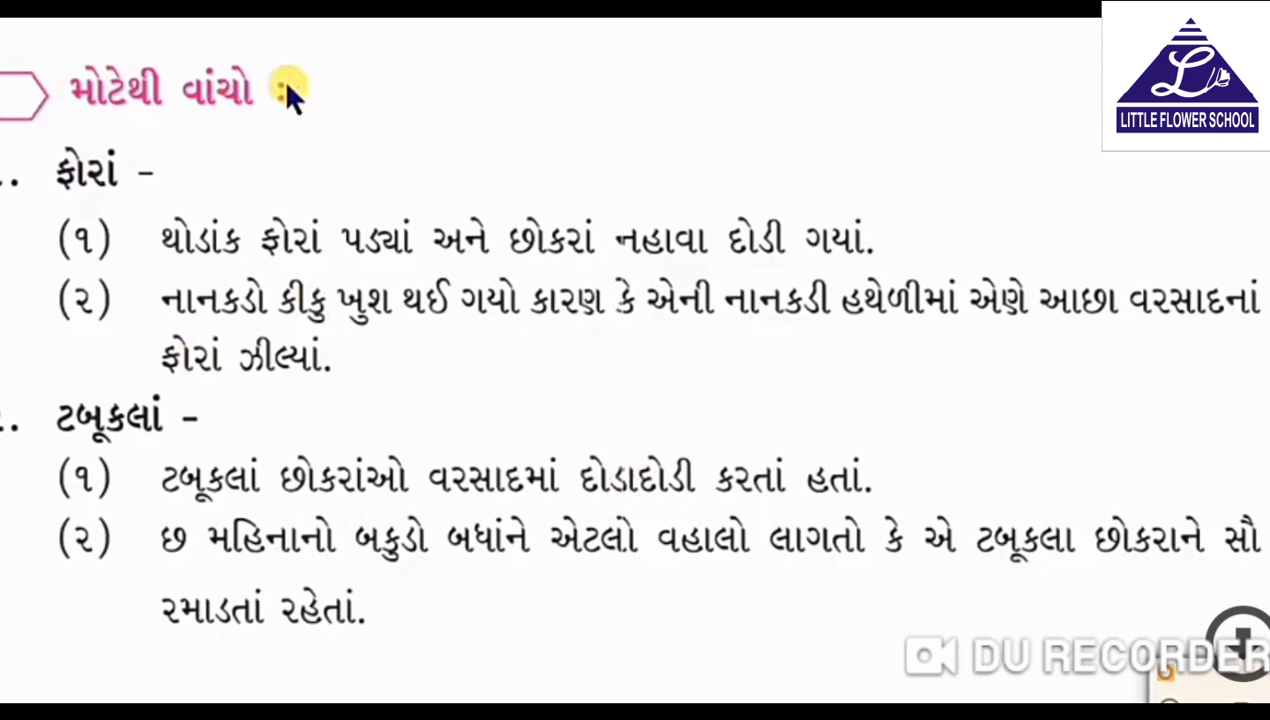 મોટેથી વાંચો :
LITTLE FLOWER SCHOOL
. ફોરાં -
(૧) થોડાંક ફોરાં પડ્યાં અને છોકરાં નહાવા દોડી ગયાં.
(૨) નાનકડો કીકુ ખુશ થઈ ગયો કારણ કે એની નાનકડી હથેળીમાં એણે આછા વરસાદનાં
ફોરાં ઝીલ્યાં.
. ટબૂકલાં -
(૧) ટબૂકલાં છોકરાંઓ વરસાદમાં દોડાદોડી કરતાં હતાં.
(૨) છ મહિનાનો બકુડો બધાંને એટલો વહાલો લાગતો કે એ ટબૂકલા છોકરાને સૌ
રમાડતાં રહેતાં.
DU RECORDER